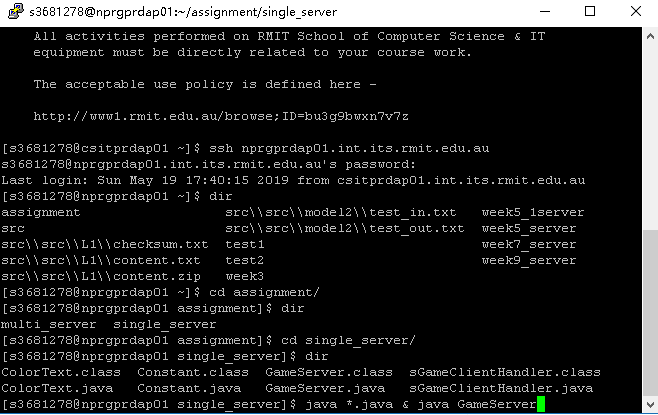 s3681278@nprgprdap01:~/assignment/single_server
All activities performed on RMIT School of Computer Science & IT
equipment must be directly related to your course work.
The acceptable use policy is defined here -
http://www1.rmit.edu.au/browse;ID=bu3g9bwxn7v7z
[s3681278@csitprdap01 ~]$ ssh nprgprdap01.int.its.rmit.edu.au
s3681278@nprgprdap01.int.its.rmit.edu.au's password:
Last login: Sun May 19 17:40:15 2019 from csitprdap01.int.its.rmit.edu.au
[s3681278@nprgprdap01 ~]$ dir
assignment src\\src\\model2\\test_in.txt week5_1server
src src\\src\\model2\\test_out.txt week5_server
src\\src\\L1\\checksum.txt test1 week7_server
src\\src\\L1\\content.txt test2 week9_server
src\\src\\L1\\content.zip week3
[s3681278@nprgprdap01 ~]$ cd assignment/
[s3681278@nprgprdap01 assignment]$ dir
multi_server single_server
[s3681278@nprgprdap01 assignment]$ cd single_server/
[s3681278@nprgprdap01 single_server]$ dir
ColorText.class Constant.class GameServer.class sGameClientHandler.class
ColorText.java Constant.java GameServer.java sGameClientHandler.java
[s3681278@nprgprdap01 single_server]$ java *.java & java GameServer